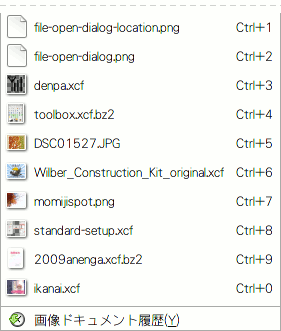 file-open-dialog-location.png Ctrl+1
file-open-dialog.png Ctrl+2
denpa.xcf Ctrl+3
toolbox.xcf.bz2 Ctrl+4
DSC01527.JPG Ctrl+5
Wilber_Construction_Kit_original.xcf Ctrl+6
momijispot.png Ctrl+7
standard-setup.xcf Ctrl+8
2009anenga.xcf.bz2 Ctrl+9
ikanai.xcf Ctrl+0
画像ドキュメント履歴(Y)